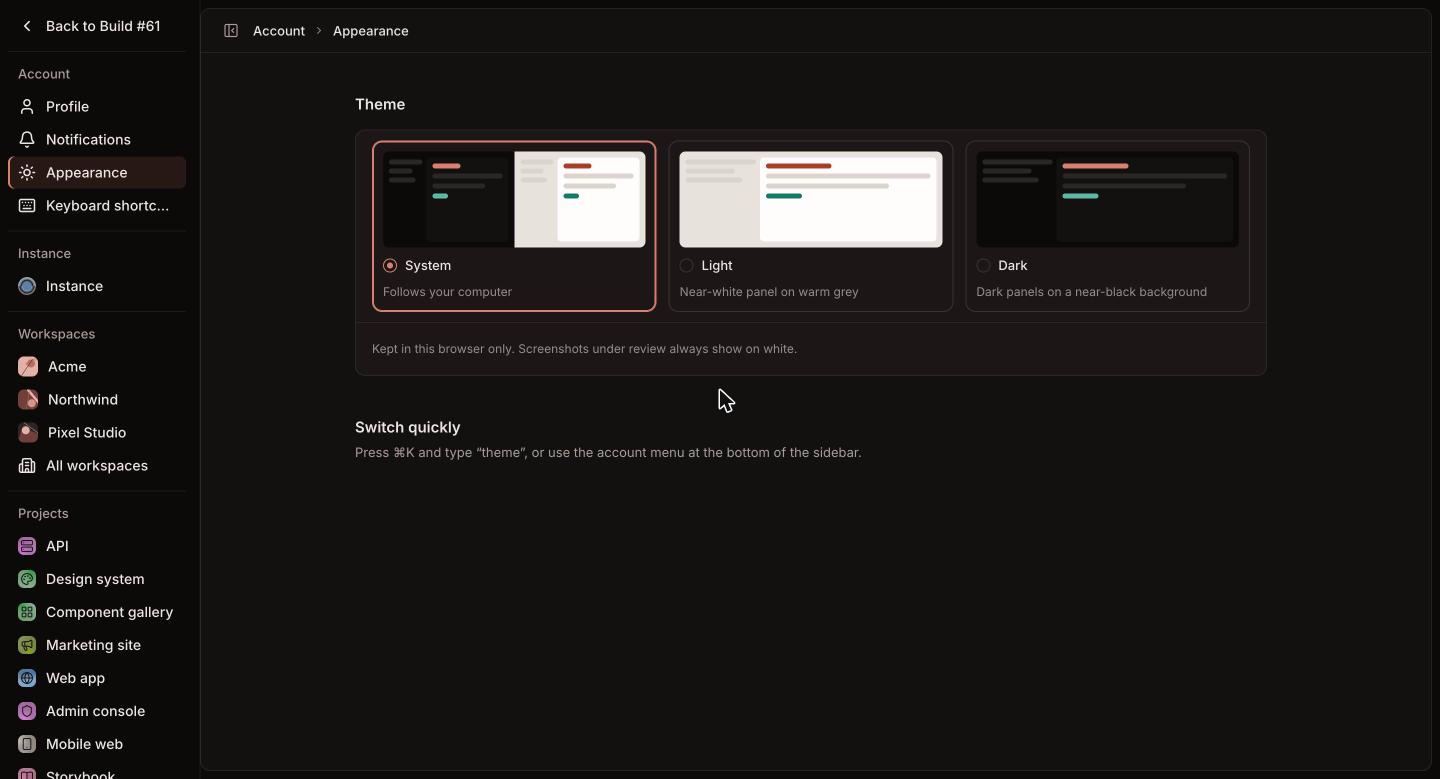 Back to Build #61
Account
Profile
Notifications
Appearance
Keyboard shortc...
Instance
Instance
Workspaces
Acme
Northwind
Pixel Studio
All workspaces
Projects
API
Design system
Component gallery
Marketing site
Web app
Admin console
Mobile web
Storybook
Account > Appearance
Theme
System
Follows your computer
Light
Near-white panel on warm grey
Dark
Dark panels on a near-black background
Kept in this browser only. Screenshots under review always show on white.
Switch quickly
Press ⌘K and type “theme”, or use the account menu at the bottom of the sidebar.